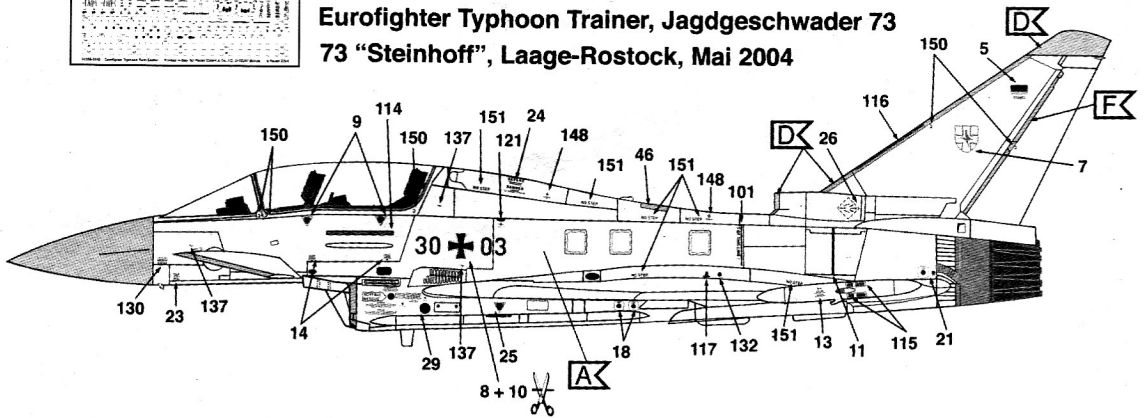 Eurofighter Typhoon Trainer, Jagdgeschwader 73
73 “Steinhoff”, Laage-Rostock, Mai 2004
D
150 5
F
116
D 26
7
151 24
114
150 9 150 137 121 148 151 46 151 148 101
NO STEP
NO STEP
NO STEP NO STEP
30 03
NO STEP
NO STEP
130 137
23
14
29 137 25 18 117 132 151 13 11 115 21
A
8 + 10